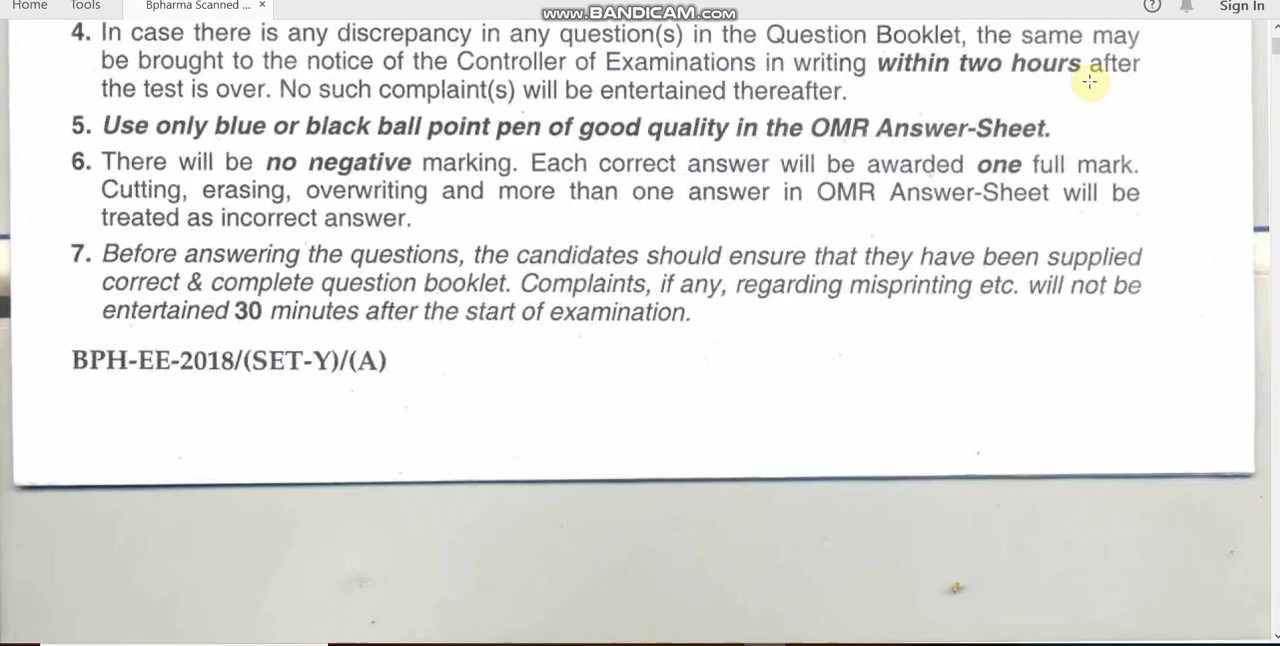 Home Tools Bpharma Scanned ... × Sign In
www.BANDICAM.com
4. In case there is any discrepancy in any question(s) in the Question Booklet, the same may
be brought to the notice of the Controller of Examinations in writing within two hours after
the test is over. No such complaint(s) will be entertained thereafter.
5. Use only blue or black ball point pen of good quality in the OMR Answer-Sheet.
6. There will be no negative marking. Each correct answer will be awarded one full mark.
Cutting, erasing, overwriting and more than one answer in OMR Answer-Sheet will be
treated as incorrect answer.
7. Before answering the questions, the candidates should ensure that they have been supplied
correct & complete question booklet. Complaints, if any, regarding misprinting etc. will not be
entertained 30 minutes after the start of examination.
BPH-EE-2018/(SET-Y)/(A)